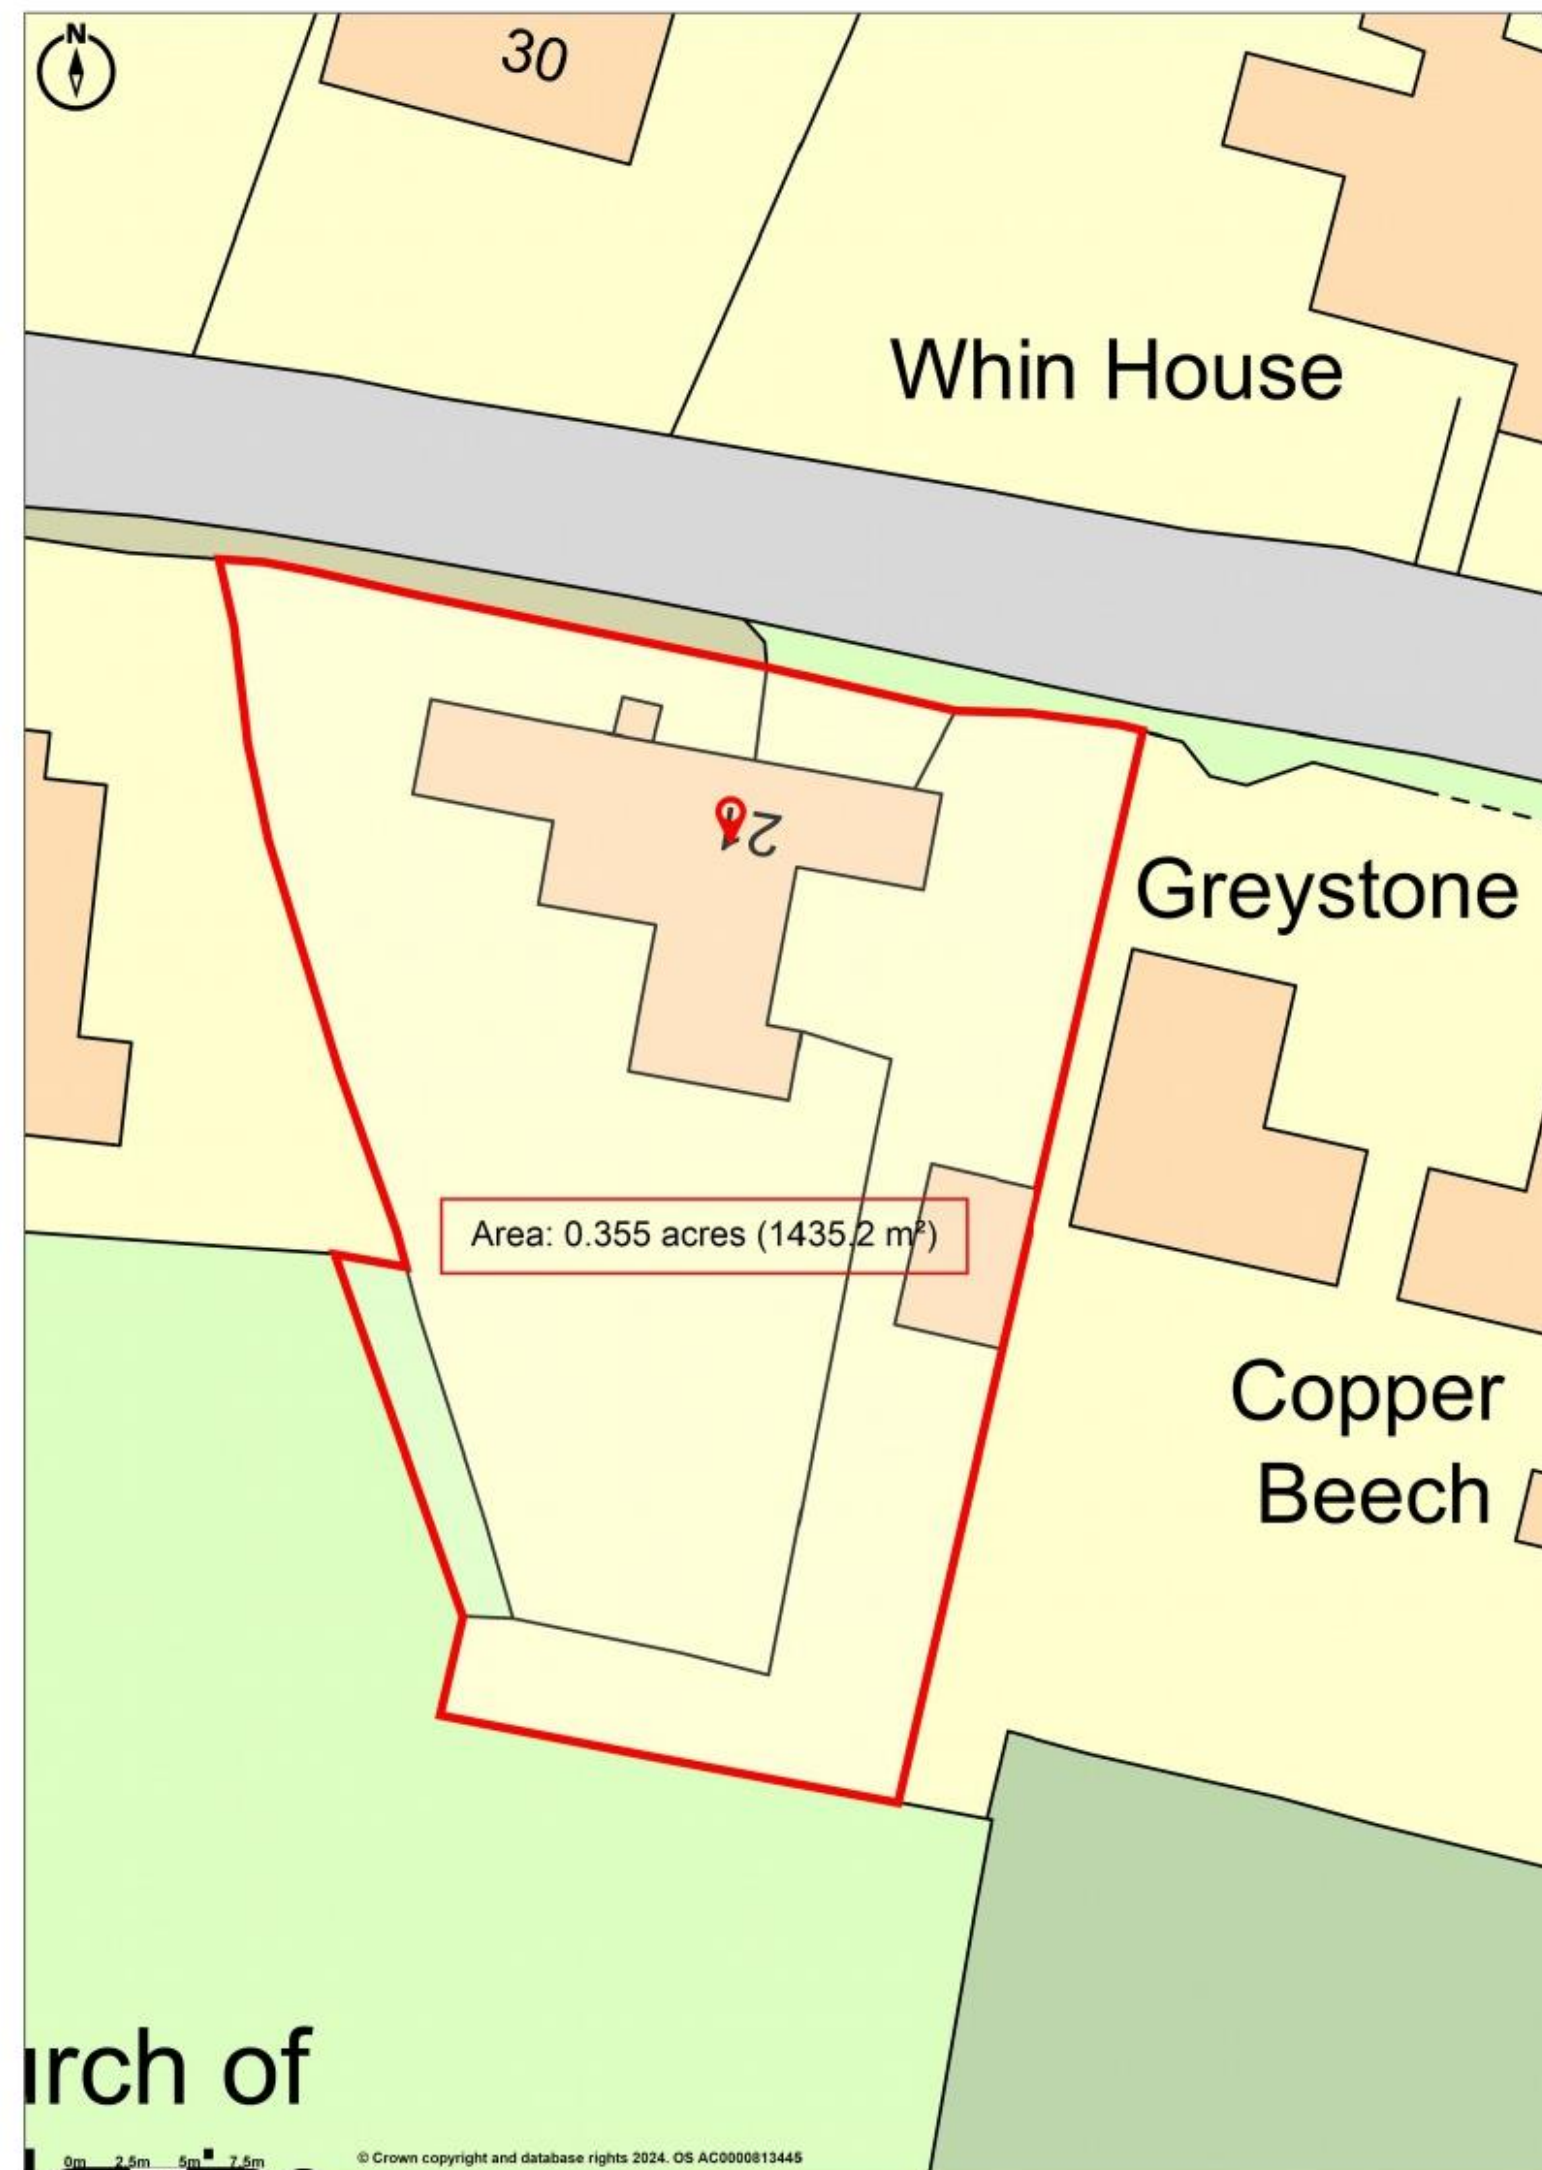 N
30
Whin House
21
Greystone
Area: 0.355 acres (1435.2 m²)
Copper
Beech
urch of
0m 2.5m 5m 7.5m
© Crown copyright and database rights 2024. OS AC0000813445